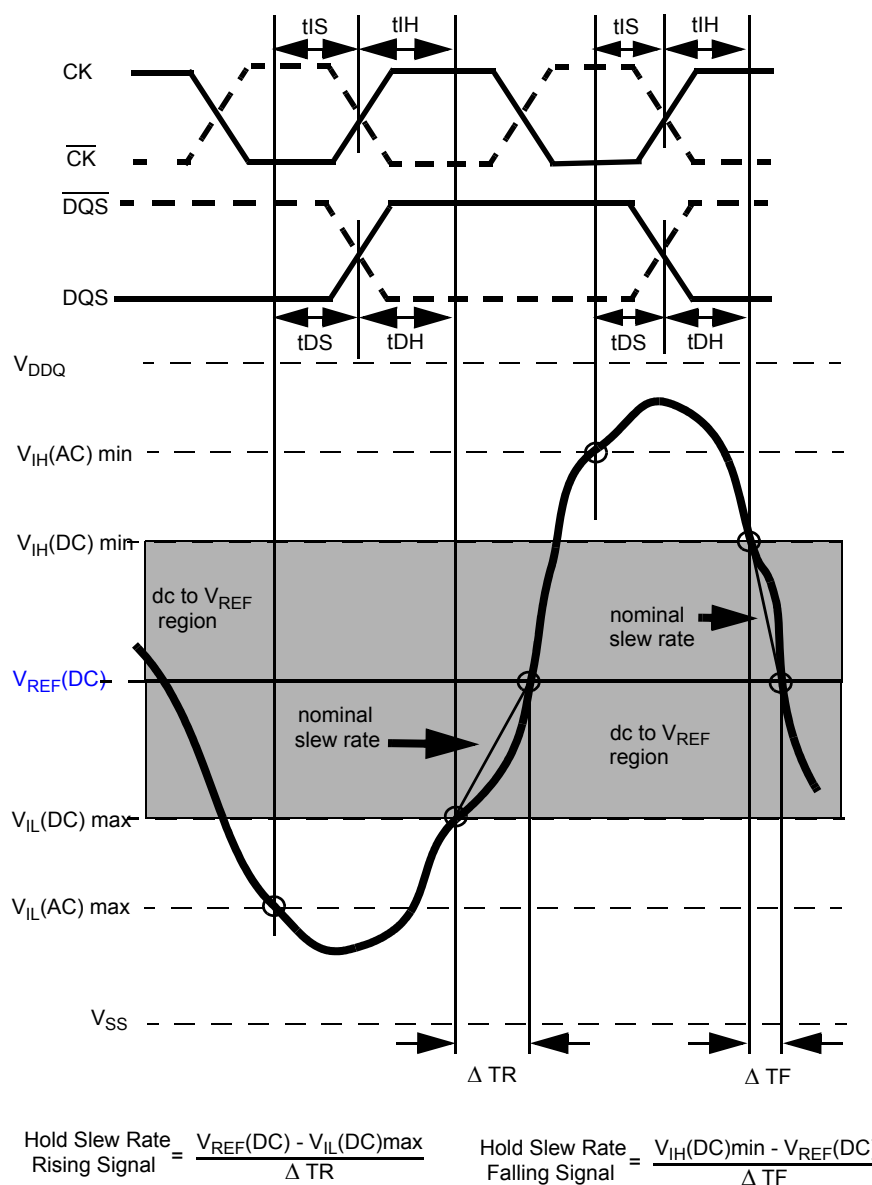 tIS tIH tIS tIH
CK
CK
DQS
DQS
tDS tDH tDS tDH
VDDQ
VIH(AC) min
VIH(DC) min
dc to VREF
region
nominal
slew rate
VREF(DC)
nominal
slew rate
dc to VREF
region
VIL(DC) max
VIL(AC) max
VSS
Δ TR Δ TF
Hold Slew Rate
Rising Signal = VREF(DC) - VIL(DC)max
Δ TR
Hold Slew Rate
Falling Signal = VIH(DC)min - VREF(DC)
Δ TF